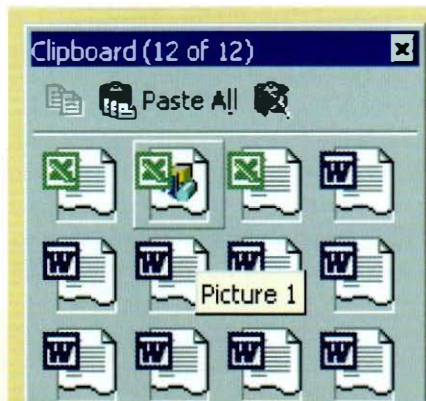 Clipboard (12 of 12)
Paste All
X X X W
W W W W
Picture 1
W W W W